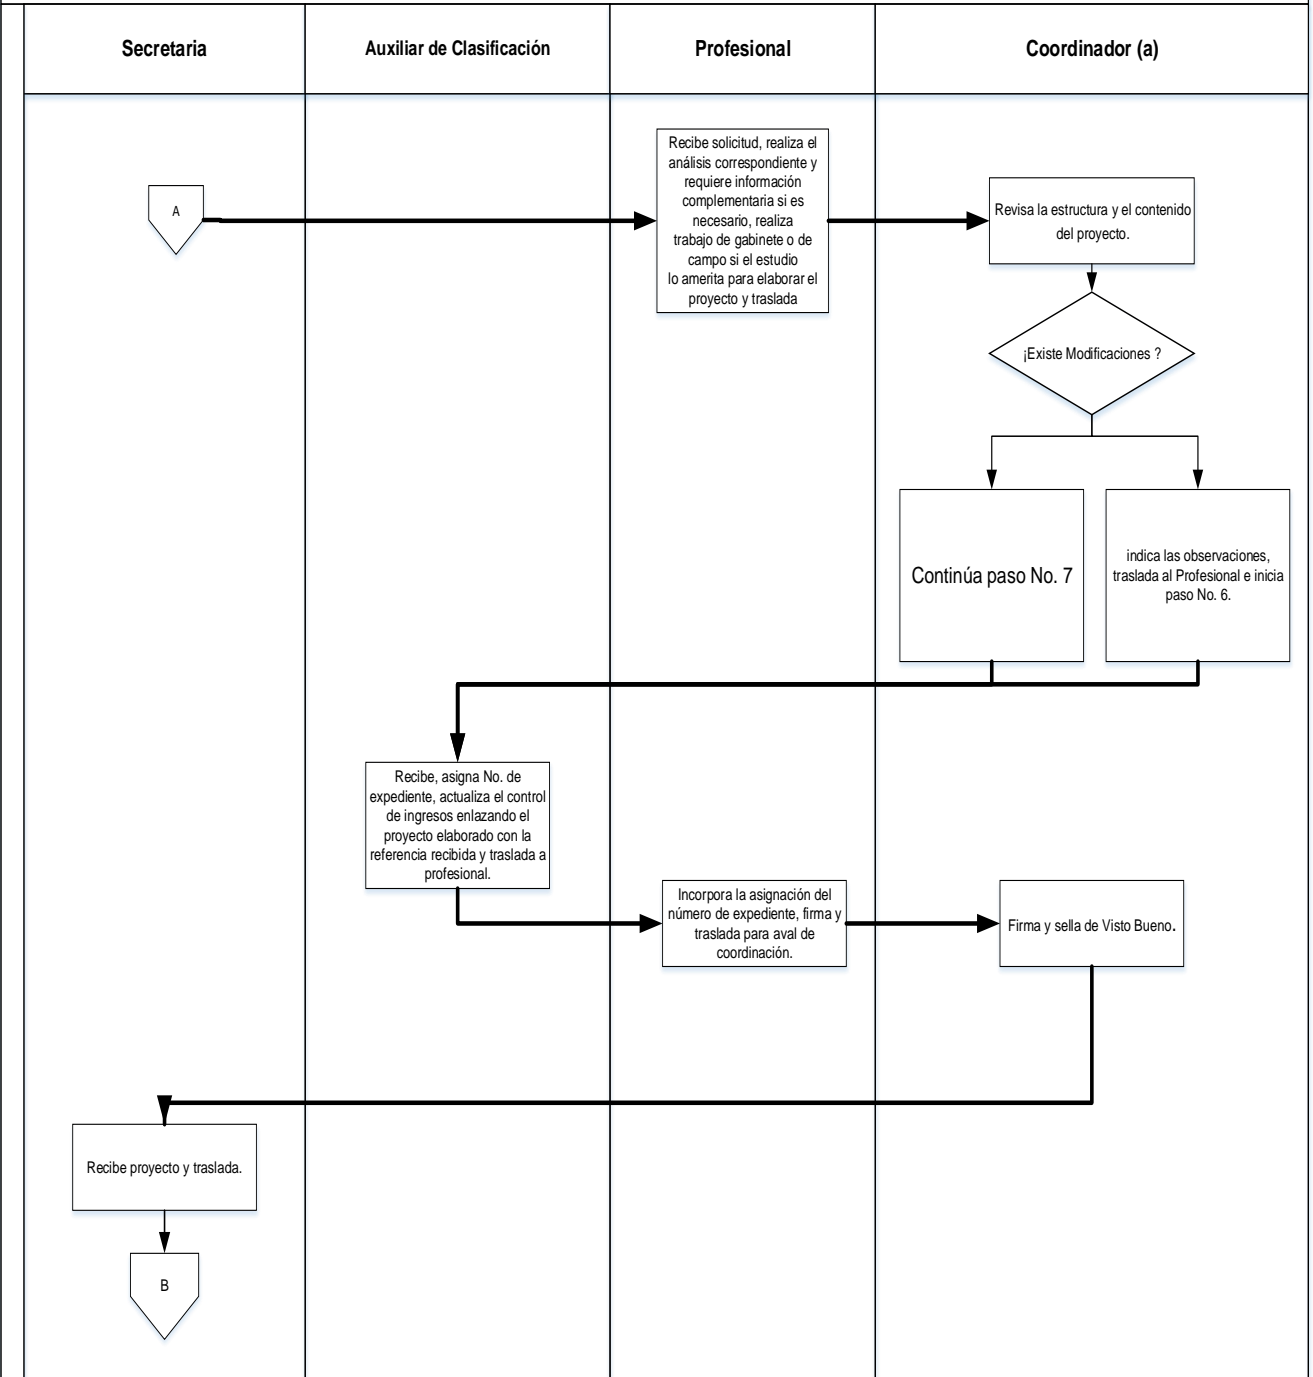 Secretaria
Auxiliar de Clasificación
Profesional
Coordinador (a)
A
Recibe solicitud, realiza el
análisis correspondiente y
requiere información
complementaria si es
necesario, realiza
trabajo de gabinete o de
campo si el estudio
lo amerita para elaborar el
proyecto y traslada
Revisa la estructura y el contenido
del proyecto.
¡Existe Modificaciones ?
Continúa paso No. 7
indica las observaciones,
traslada al Profesional e inicia
paso No. 6.
Recibe, asigna No. de
expediente, actualiza el control
de ingresos enlazando el
proyecto elaborado con la
referencia recibida y traslada a
profesional.
Incorpora la asignación del
número de expediente, firma y
traslada para aval de
coordinación.
Firma y sella de Visto Bueno.
Recibe proyecto y traslada.
B